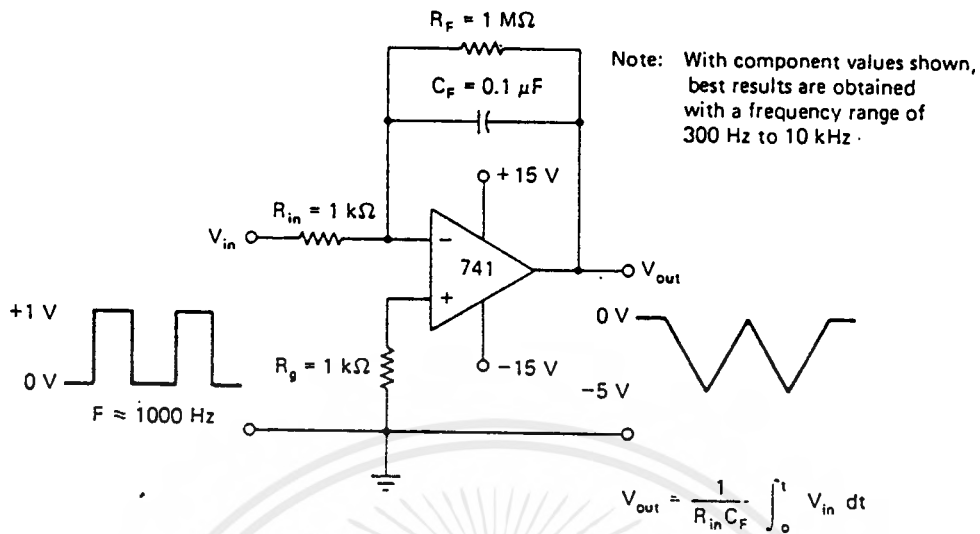 R_F = 1 MΩ
C_F = 0.1 μF
Note: With component values shown,
best results are obtained
with a frequency range of
300 Hz to 10 kHz
+15 V
R_in = 1 kΩ
V_in
−
741
+
V_out
+1 V
0 V
R_g = 1 kΩ
−15 V
0 V
−5 V
F ≈ 1000 Hz
V_out = 1/(R_in C_F) ∫_0^t V_in dt